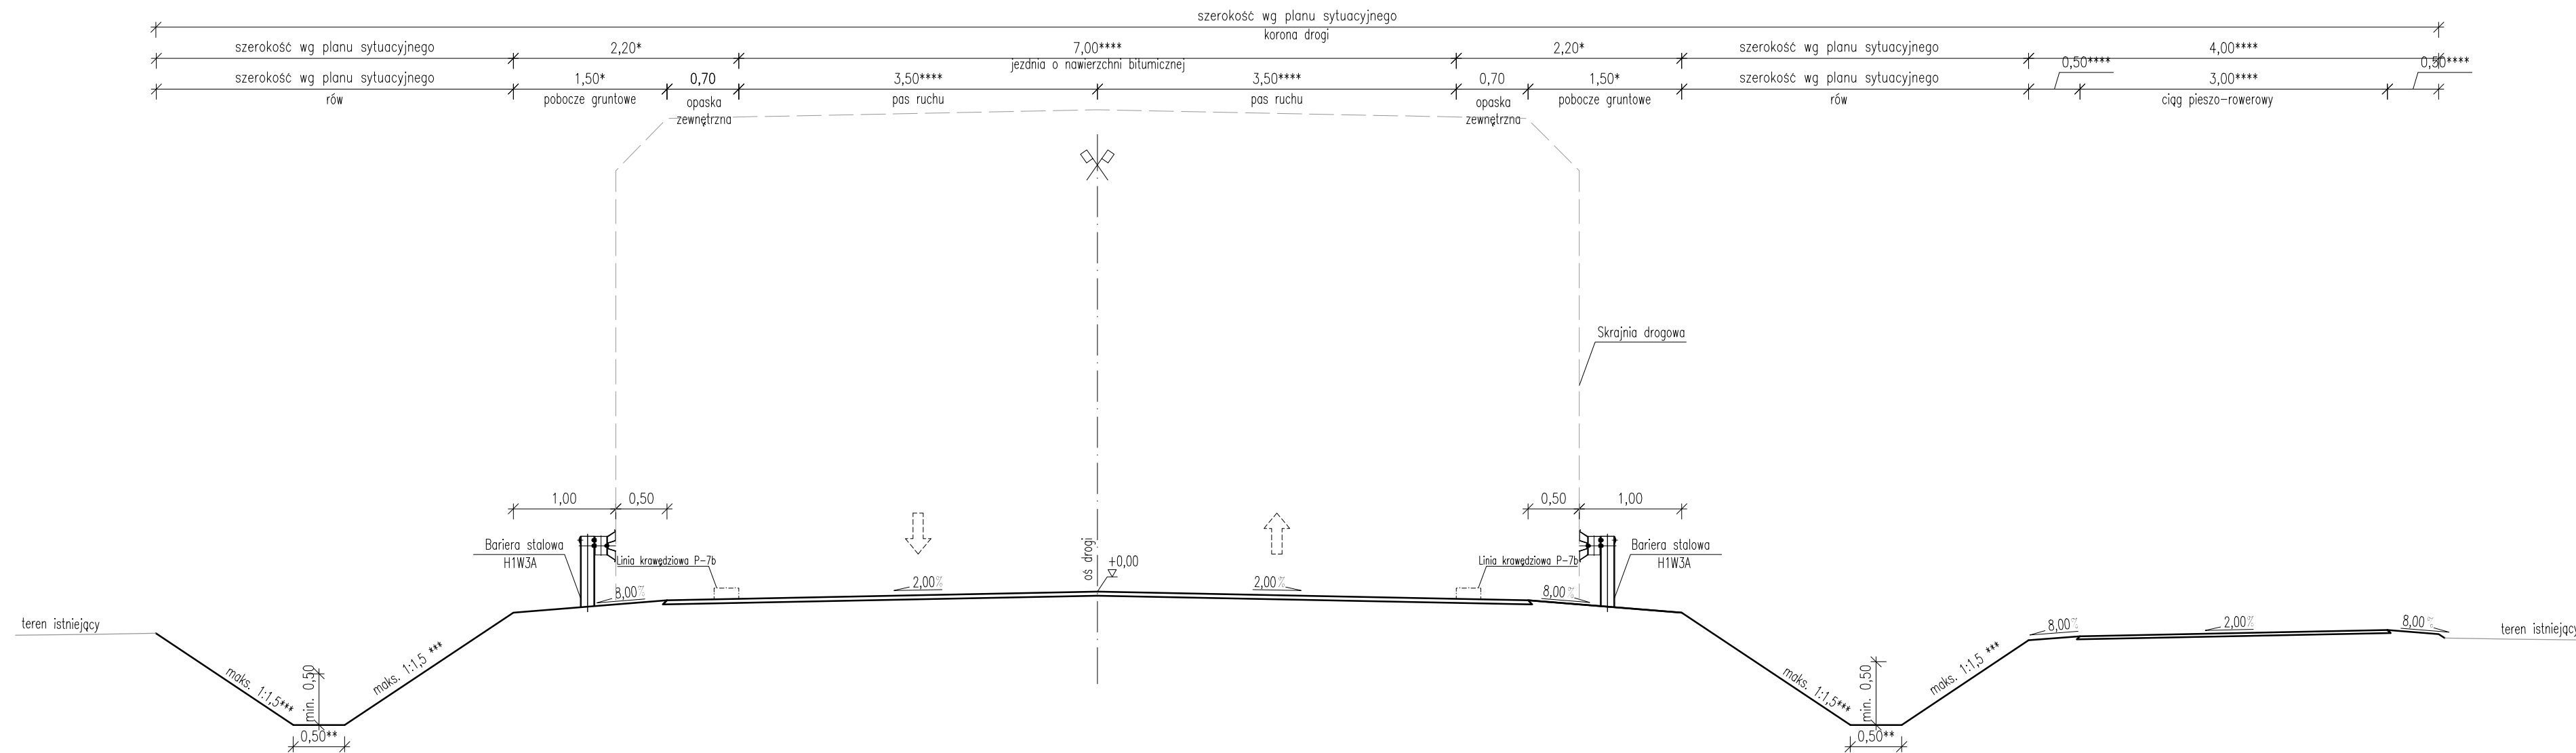 szerokość wg planu sytuacyjnego
korona drogi
szerokość wg planu sytuacyjnego 2,20* 7,00**** 2,20* szerokość wg planu sytuacyjnego 4,00****
jezdnia o nawierzchni bitumicznej 0,50**** 0,50****
szerokość wg planu sytuacyjnego 1,50* 0,70 3,50**** 3,50**** 0,70 1,50* szerokość wg planu sytuacyjnego 3,00****
rów pobocze gruntowe opaska pas ruchu pas ruchu opaska pobocze gruntowe rów ciąg pieszo-rowerowy
zewnętrzna zewnętrzna
Skrajnia drogowa
1,00 0,50 0,50 1,00
Bariera stalowa
H1W3A
Linia krawędziowa P-7b
oś drogi
+0,00
Linia krawędziowa P-7b
Bariera stalowa
H1W3A
8,00% 2,00% 2,00% 8,00%
teren istniejący
8,00% 2,00% 8,00%
teren istniejący
maks. 1:1,5***
min. 0,50
maks. 1:1,5 ***
maks. 1:1,5***
min. 0,50
maks. 1:1,5 ***
0,50** 0,50**